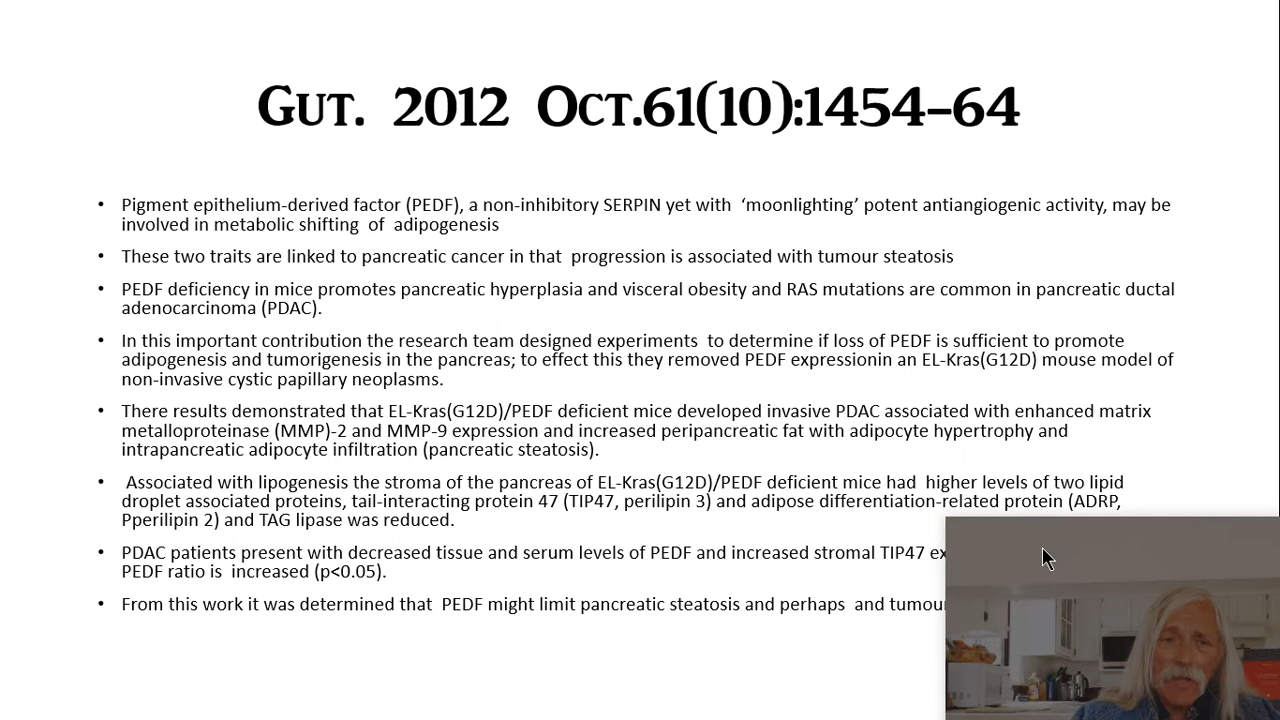 Gut. 2012 Oct.61(10):1454-64
• Pigment epithelium-derived factor (PEDF), a non-inhibitory SERPIN yet with ‘moonlighting’ potent antiangiogenic activity, may be
involved in metabolic shifting of adipogenesis
• These two traits are linked to pancreatic cancer in that progression is associated with tumour steatosis
• PEDF deficiency in mice promotes pancreatic hyperplasia and visceral obesity and RAS mutations are common in pancreatic ductal
adenocarcinoma (PDAC).
• In this important contribution the research team designed experiments to determine if loss of PEDF is sufficient to promote
adipogenesis and tumorigenesis in the pancreas; to effect this they removed PEDF expressionin an EL-Kras(G12D) mouse model of
non-invasive cystic papillary neoplasms.
• There results demonstrated that EL-Kras(G12D)/PEDF deficient mice developed invasive PDAC associated with enhanced matrix
metalloproteinase (MMP)-2 and MMP-9 expression and increased peripancreatic fat with adipocyte hypertrophy and
intrapancreatic adipocyte infiltration (pancreatic steatosis).
• Associated with lipogenesis the stroma of the pancreas of EL-Kras(G12D)/PEDF deficient mice had higher levels of two lipid
droplet associated proteins, tail-interacting protein 47 (TIP47, perilipin 3) and adipose differentiation-related protein (ADRP,
Pperilipin 2) and TAG lipase was reduced.
• PDAC patients present with decreased tissue and serum levels of PEDF and increased stromal TIP47
PEDF ratio is increased (p<0.05).
• From this work it was determined that PEDF might limit pancreatic steatosis and perhaps and